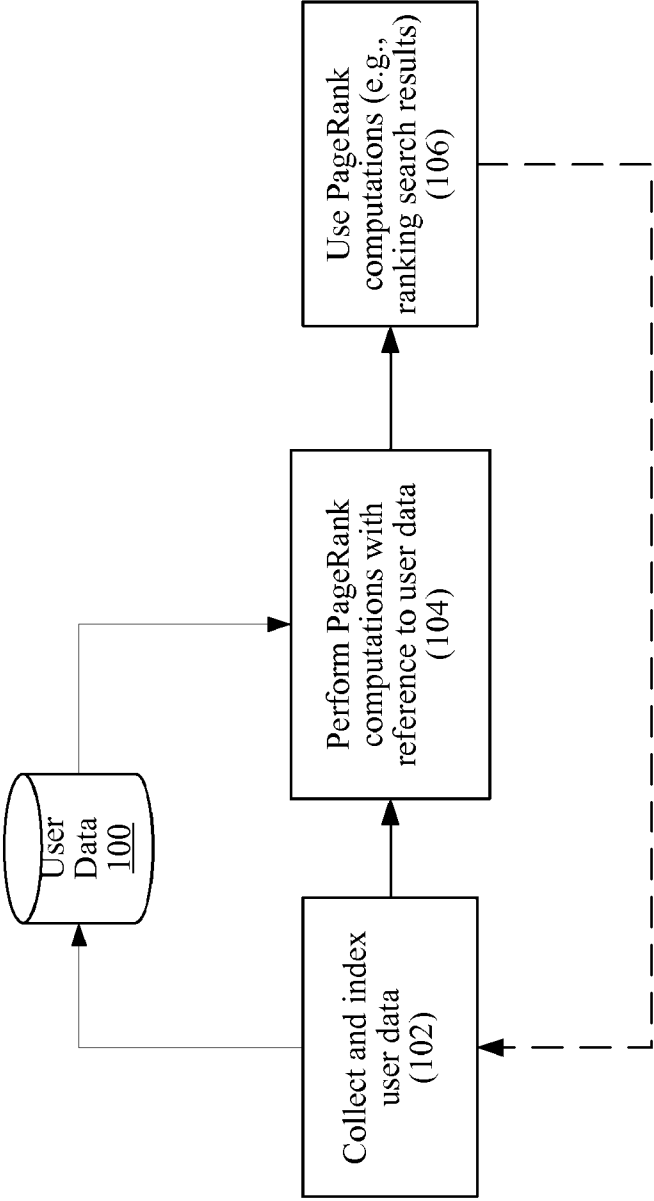 User
Data
100
Collect and index
user data
(102)
Perform PageRank
computations with
reference to user data
(104)
Use PageRank
computations (e.g.,
ranking search results)
(106)